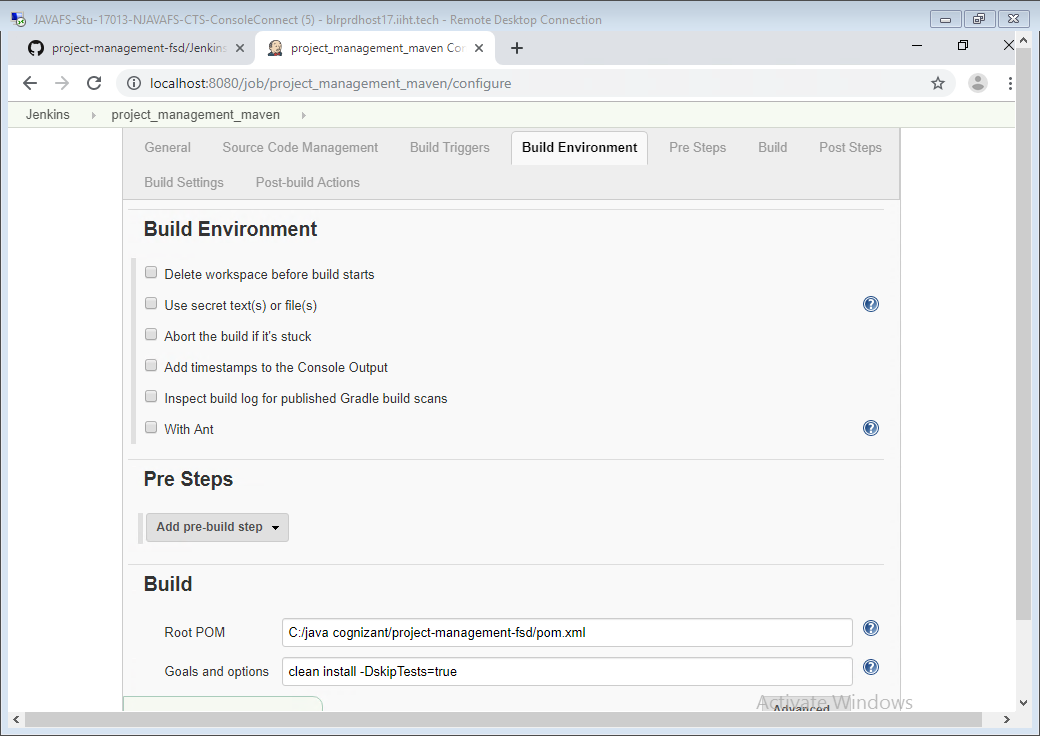 JAVAFS-Stu-17013-NJAVAFS-CTS-ConsoleConnect (5) - blrprdhost17.iiht.tech - Remote Desktop Connection
project-management-fsd/Jenkins
project_management_maven Con
localhost:8080/job/project_management_maven/configure
Jenkins project_management_maven
General Source Code Management Build Triggers Build Environment Pre Steps Build Post Steps
Build Settings Post-build Actions
Build Environment
Delete workspace before build starts
Use secret text(s) or file(s)
Abort the build if it's stuck
Add timestamps to the Console Output
Inspect build log for published Gradle build scans
With Ant
Pre Steps
Add pre-build step
Build
Root POM C:/java cognizant/project-management-fsd/pom.xml
Goals and options clean install -DskipTests=true
Advanced
Activate Windows